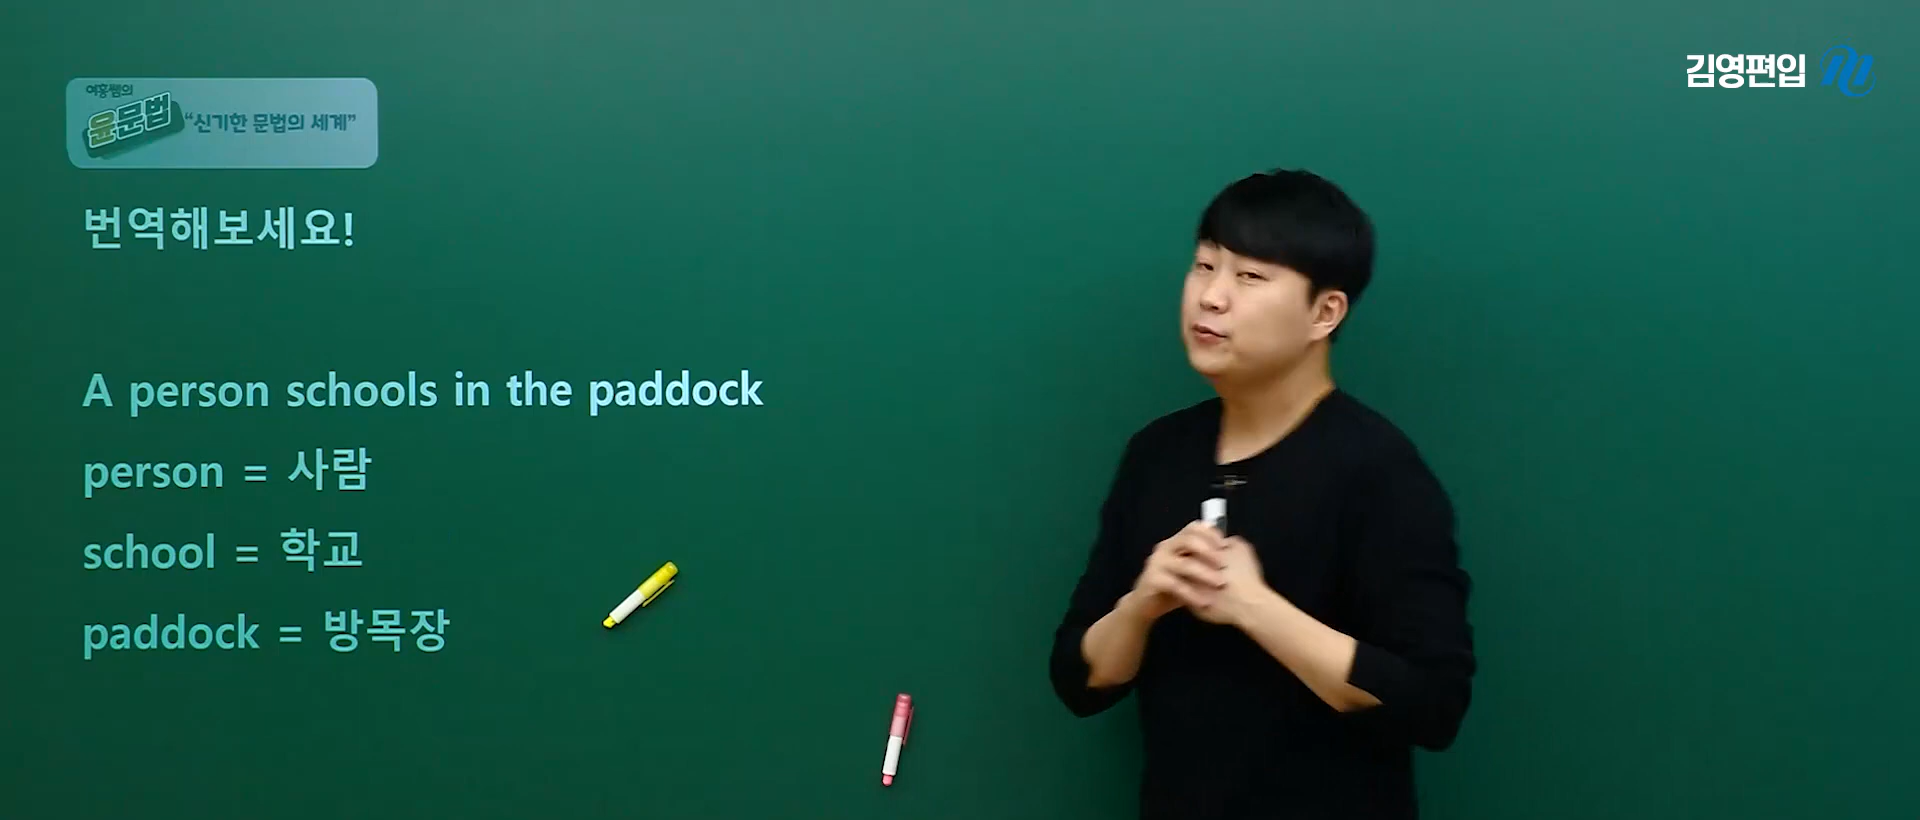 여홍쌤의
윤문법 “신기한 문법의 세계”
김영편입
번역해보세요!
A person schools in the paddock
person = 사람
school = 학교
paddock = 방목장